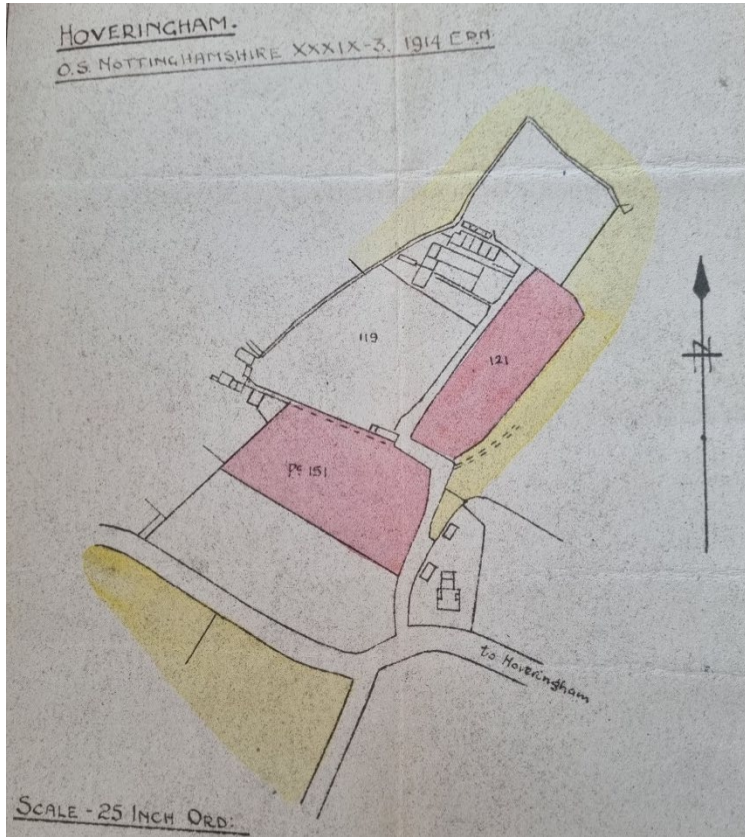 HOVERINGHAM.
O.S. NOTTINGHAMSHIRE XXXIX-3. 1914 EDN.
119
121
Pt. 151
to Hoveringham
N
SCALE - 25 INCH ORD: